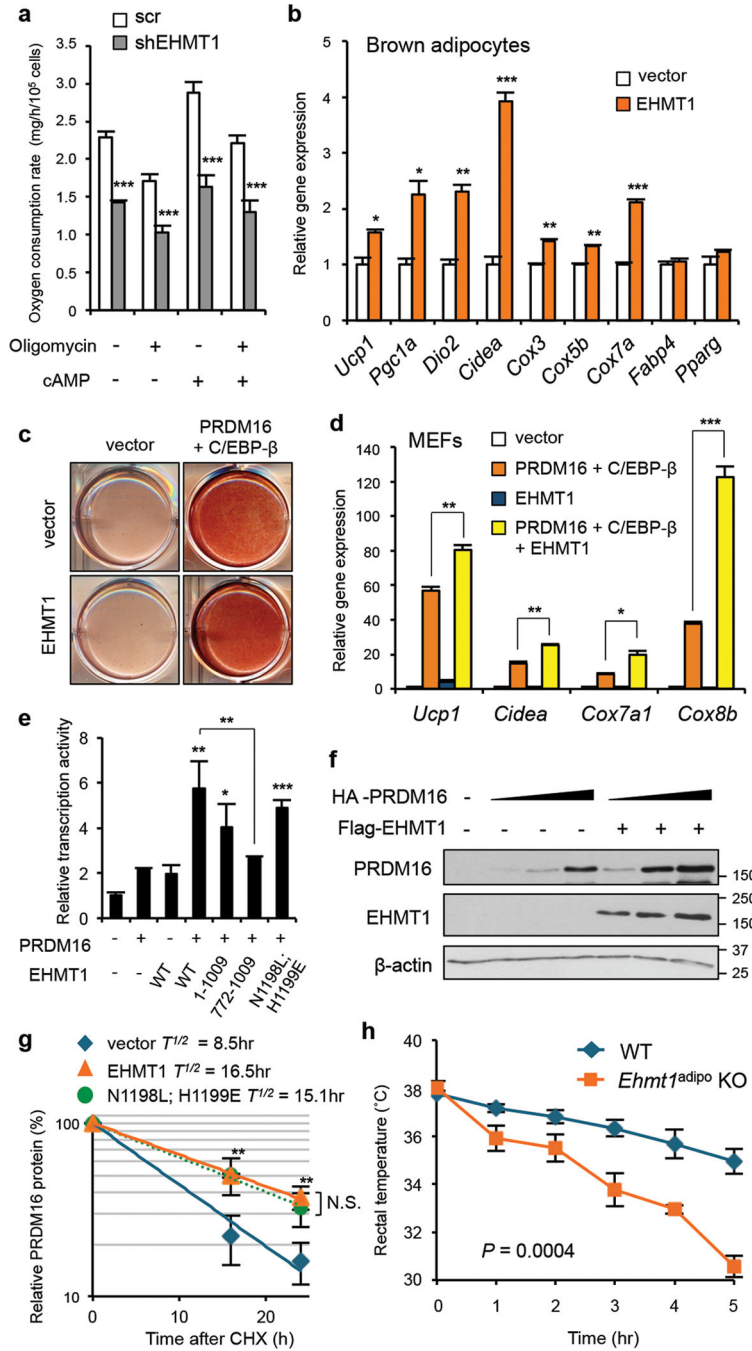 a
scr
shEHMT1
Oxygen consumption rate (mg/h/10⁵ cells)
3.5
3.0
2.5
2.0
1.5
1.0
0.5
0.0
***
***
***
***
Oligomycin - + - +
cAMP - - + +
b
Brown adipocytes
vector
EHMT1
Relative gene expression
5
4
3
2
1
0
*
*
**
***
**
**
***
Ucp1 Pgc1a Dio2 Cidea Cox3 Cox5b Cox7a Fabp4 Pparg
c
vector
PRDM16
+ C/EBP-β
vector
EHMT1
d
MEFs
vector
PRDM16 + C/EBP-β
EHMT1
PRDM16 + C/EBP-β
+ EHMT1
Relative gene expression
140
120
100
80
60
40
20
0
**
**
*
***
Ucp1 Cidea Cox7a1 Cox8b
e
Relative transcription activity
8
6
4
2
0
**
**
*
***
PRDM16 - + - + + + +
EHMT1 - - WT WT 1-1009 772-1009 N1198L;
H1199E
f
HA -PRDM16 -
Flag-EHMT1 - - - - + + +
PRDM16
150
EHMT1
250
150
β-actin
37
25
g
vector T^1/2 = 8.5hr
EHMT1 T^1/2 = 16.5hr
N1198L; H1199E T^1/2 = 15.1hr
Relative PRDM16 protein (%)
100
10
**
**
N.S.
0 10 20
Time after CHX (h)
h
WT
Ehmt1^adipo KO
Rectal temperature (°C)
40
38
36
34
32
30
P = 0.0004
0 1 2 3 4 5
Time (hr)